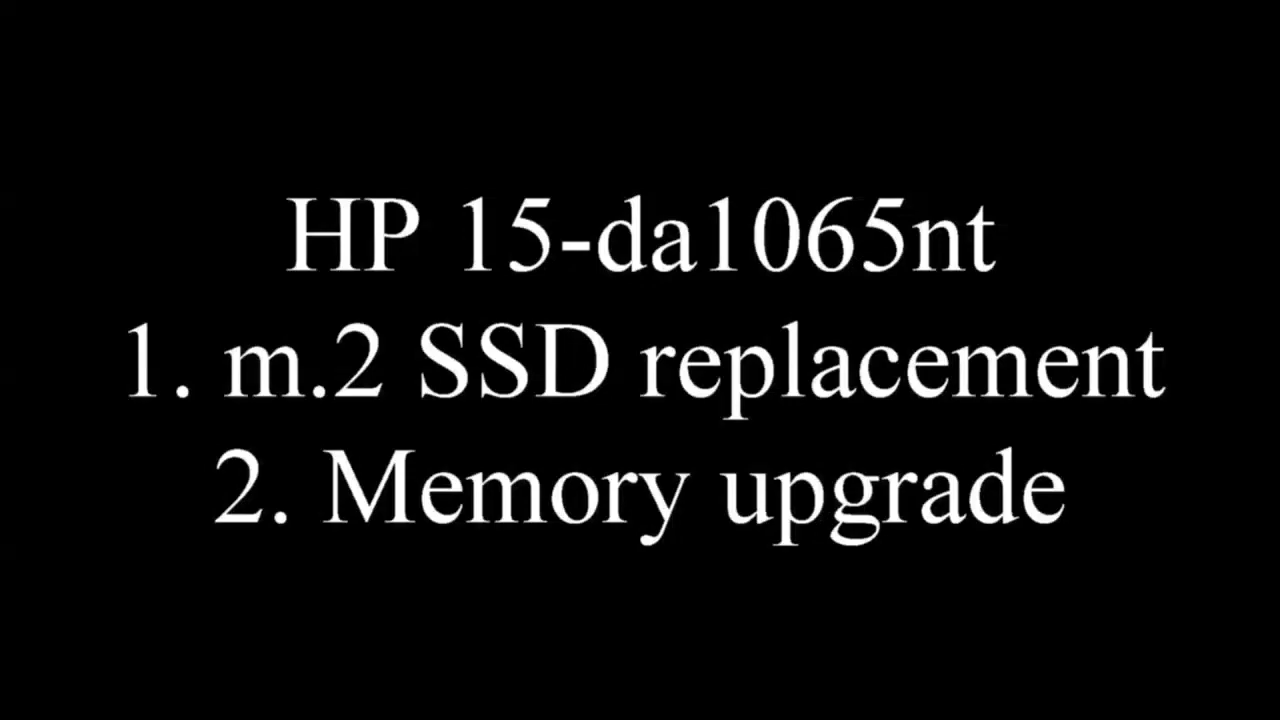 HP 15-da1065nt
1. m.2 SSD replacement
2. Memory upgrade